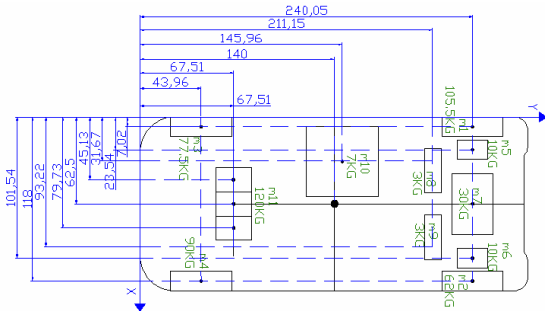 240,05
211,15
145,96
140
67,51
43,96
67,51
Y
7,02
23,54
31,67
45,13
62,5
79,73
93,22
118
101,54
X
m1
105,5KG
m3
77,5KG
m5
10KG
m10
7KG
m8
3KG
m7
30KG
m11
120KG
m9
3KG
m6
10KG
m4
90KG
m2
62KG